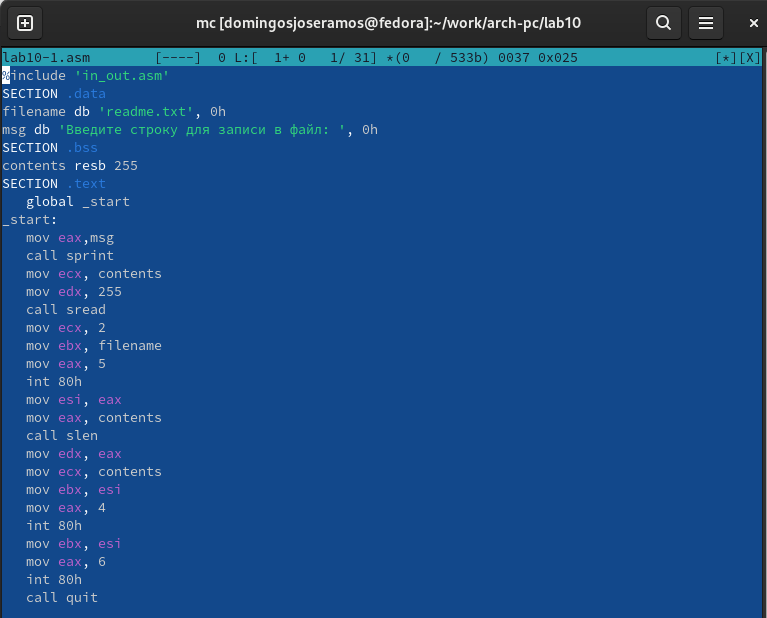 mc [domingosjoseramos@fedora]:~/work/arch-pc/lab10
lab10-1.asm        [----]  0 L:[  1+ 0   1/ 31] *(0   / 533b) 0037 0x025                 [*][X]
%include 'in_out.asm'
SECTION .data
filename db 'readme.txt', 0h
msg db 'Введите строку для записи в файл: ', 0h
SECTION .bss
contents resb 255
SECTION .text
   global _start
_start:
   mov eax,msg
   call sprint
   mov ecx, contents
   mov edx, 255
   call sread
   mov ecx, 2
   mov ebx, filename
   mov eax, 5
   int 80h
   mov esi, eax
   mov eax, contents
   call slen
   mov edx, eax
   mov ecx, contents
   mov ebx, esi
   mov eax, 4
   int 80h
   mov ebx, esi
   mov eax, 6
   int 80h
   call quit